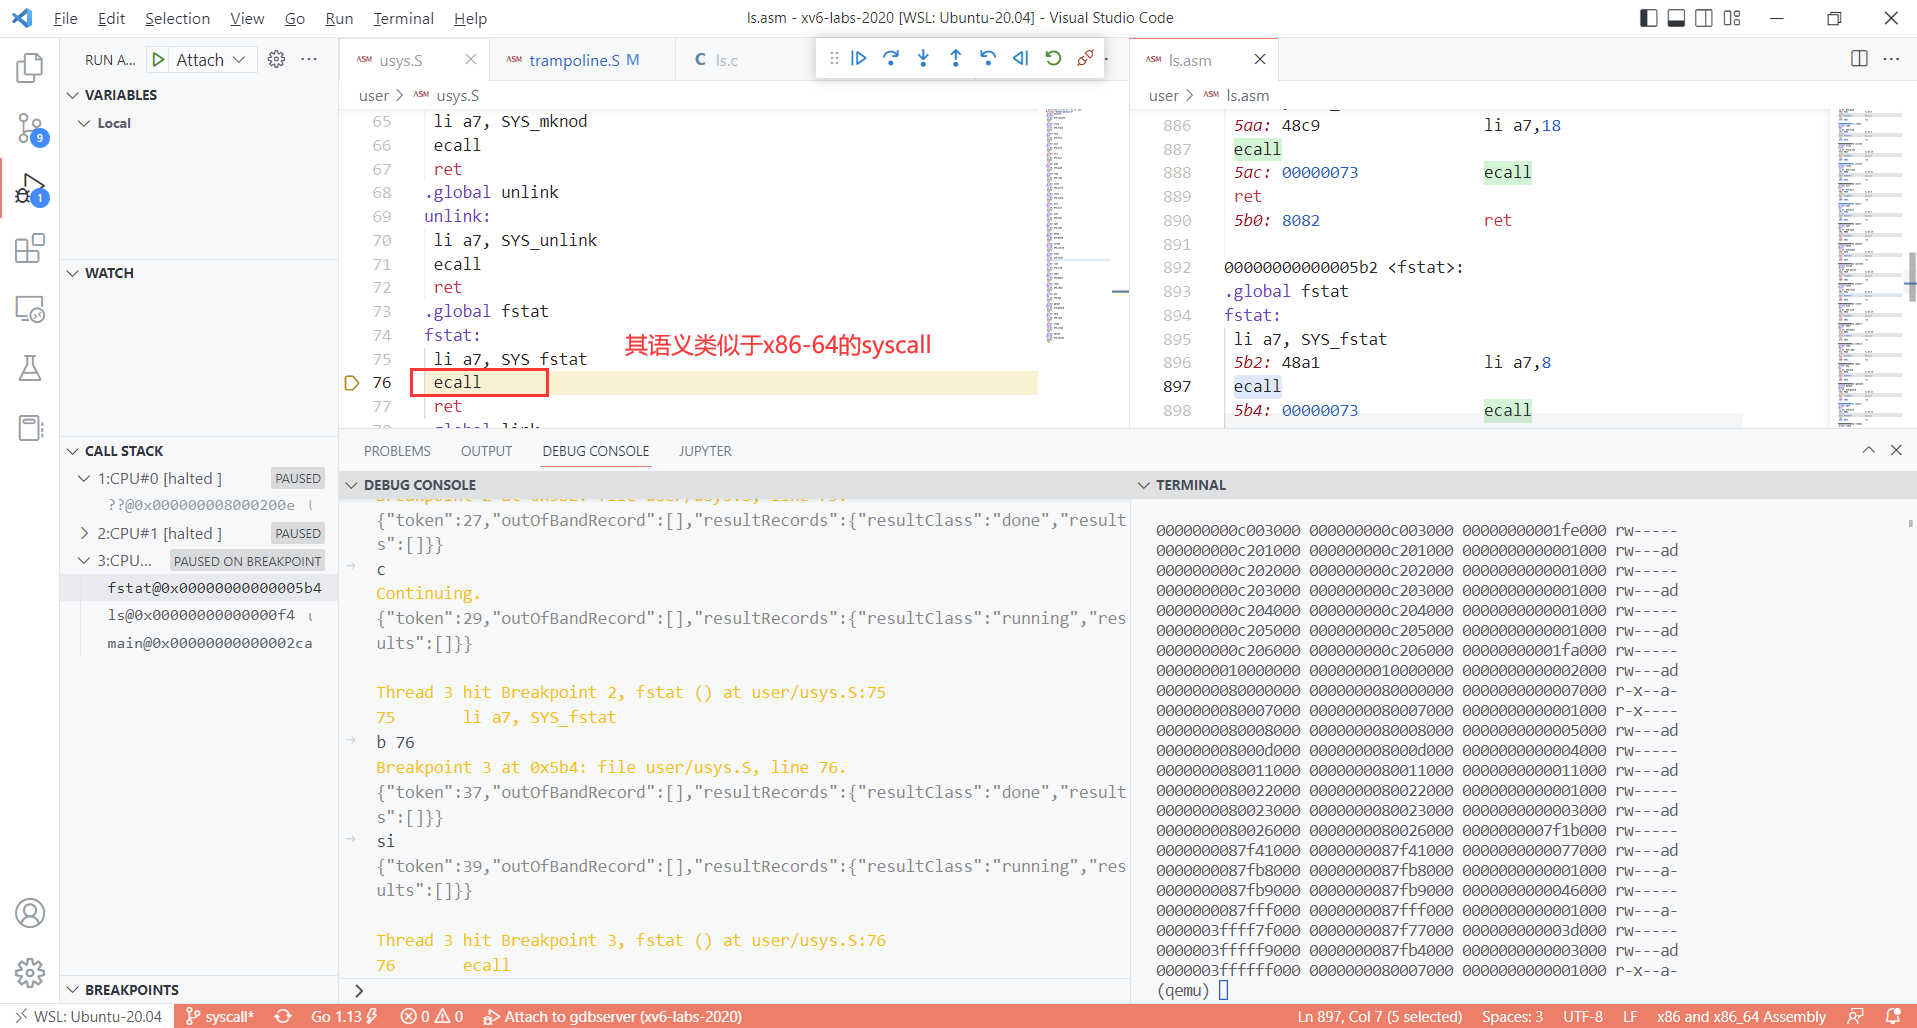 File Edit Selection View Go Run Terminal Help
ls.asm - xv6-labs-2020 [WSL: Ubuntu-20.04] - Visual Studio Code
RUN A... Attach
VARIABLES
Local
WATCH
CALL STACK
1:CPU#0 [halted ] PAUSED
??@0x000000008000200e
2:CPU#1 [halted ] PAUSED
3:CPU... PAUSED ON BREAKPOINT
fstat@0x00000000000005b4
ls@0x00000000000000f4
main@0x00000000000002ca
BREAKPOINTS
9
1
ASM usys.S
ASM trampoline.S M
C ls.c
user > ASM usys.S
65 li a7, SYS_mknod
66 ecall
67 ret
68 .global unlink
69 unlink:
70 li a7, SYS_unlink
71 ecall
72 ret
73 .global fstat
74 fstat:
75 li a7, SYS_fstat
76 ecall
77 ret
其语义类似于x86-64的syscall
ASM ls.asm
user > ASM ls.asm
886 5aa: 48c9 li a7,18
887 ecall
888 5ac: 00000073 ecall
889 ret
890 5b0: 8082 ret
891
892 00000000000005b2 <fstat>:
893 .global fstat
894 fstat:
895 li a7, SYS_fstat
896 5b2: 48a1 li a7,8
897 ecall
898 5b4: 00000073 ecall
PROBLEMS OUTPUT DEBUG CONSOLE JUPYTER
DEBUG CONSOLE
{"token":27,"outOfBandRecord":[],"resultRecords":{"resultClass":"done","result
s":[]}}
c
Continuing.
{"token":29,"outOfBandRecord":[],"resultRecords":{"resultClass":"running","res
ults":[]}}
Thread 3 hit Breakpoint 2, fstat () at user/usys.S:75
75 li a7, SYS_fstat
b 76
Breakpoint 3 at 0x5b4: file user/usys.S, line 76.
{"token":37,"outOfBandRecord":[],"resultRecords":{"resultClass":"done","result
s":[]}}
si
{"token":39,"outOfBandRecord":[],"resultRecords":{"resultClass":"running","res
ults":[]}}
Thread 3 hit Breakpoint 3, fstat () at user/usys.S:76
76 ecall
>
TERMINAL
000000000c003000 000000000c003000 00000000001fe000 rw-----
000000000c201000 000000000c201000 0000000000001000 rw---ad
000000000c202000 000000000c202000 0000000000001000 rw-----
000000000c203000 000000000c203000 0000000000001000 rw---ad
000000000c204000 000000000c204000 0000000000001000 rw-----
000000000c205000 000000000c205000 0000000000001000 rw---ad
000000000c206000 000000000c206000 00000000001fa000 rw-----
0000000010000000 0000000010000000 0000000000002000 rw---ad
0000000080000000 0000000080000000 0000000000007000 r-x--a-
0000000080007000 0000000080007000 0000000000001000 r-x----
0000000080008000 0000000080008000 0000000000005000 rw---ad
000000008000d000 000000008000d000 0000000000004000 rw-----
0000000080011000 0000000080011000 0000000000011000 rw---ad
0000000080022000 0000000080022000 0000000000001000 rw-----
0000000080023000 0000000080023000 0000000000003000 rw---ad
0000000080026000 0000000080026000 0000000007f1b000 rw-----
0000000087f41000 0000000087f41000 0000000000077000 rw---ad
0000000087fb8000 0000000087fb8000 0000000000001000 rw---a-
0000000087fb9000 0000000087fb9000 0000000000046000 rw-----
0000000087fff000 0000000087fff000 0000000000001000 rw---a-
0000003ffff7f000 0000000087f77000 000000000003d000 rw-----
0000003fffff9000 0000000087fb4000 0000000000003000 rw---ad
0000003ffffff000 0000000080007000 0000000000001000 r-x--a-
(qemu)
WSL: Ubuntu-20.04 syscall* Go 1.13 0 0 Attach to gdbserver (xv6-labs-2020) Ln 897, Col 7 (5 selected) Spaces: 3 UTF-8 LF x86 and x86_64 Assembly